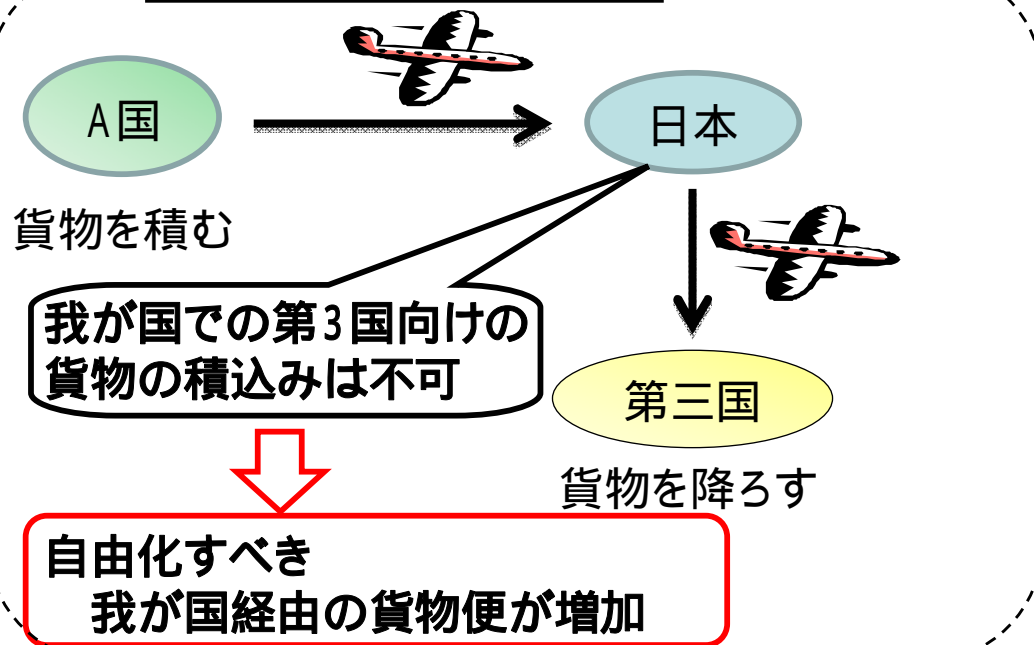 A国
日本
貨物を積む
我が国での第3国向けの
貨物の積込みは不可
第三国
貨物を降ろす
自由化すべき
我が国経由の貨物便が増加